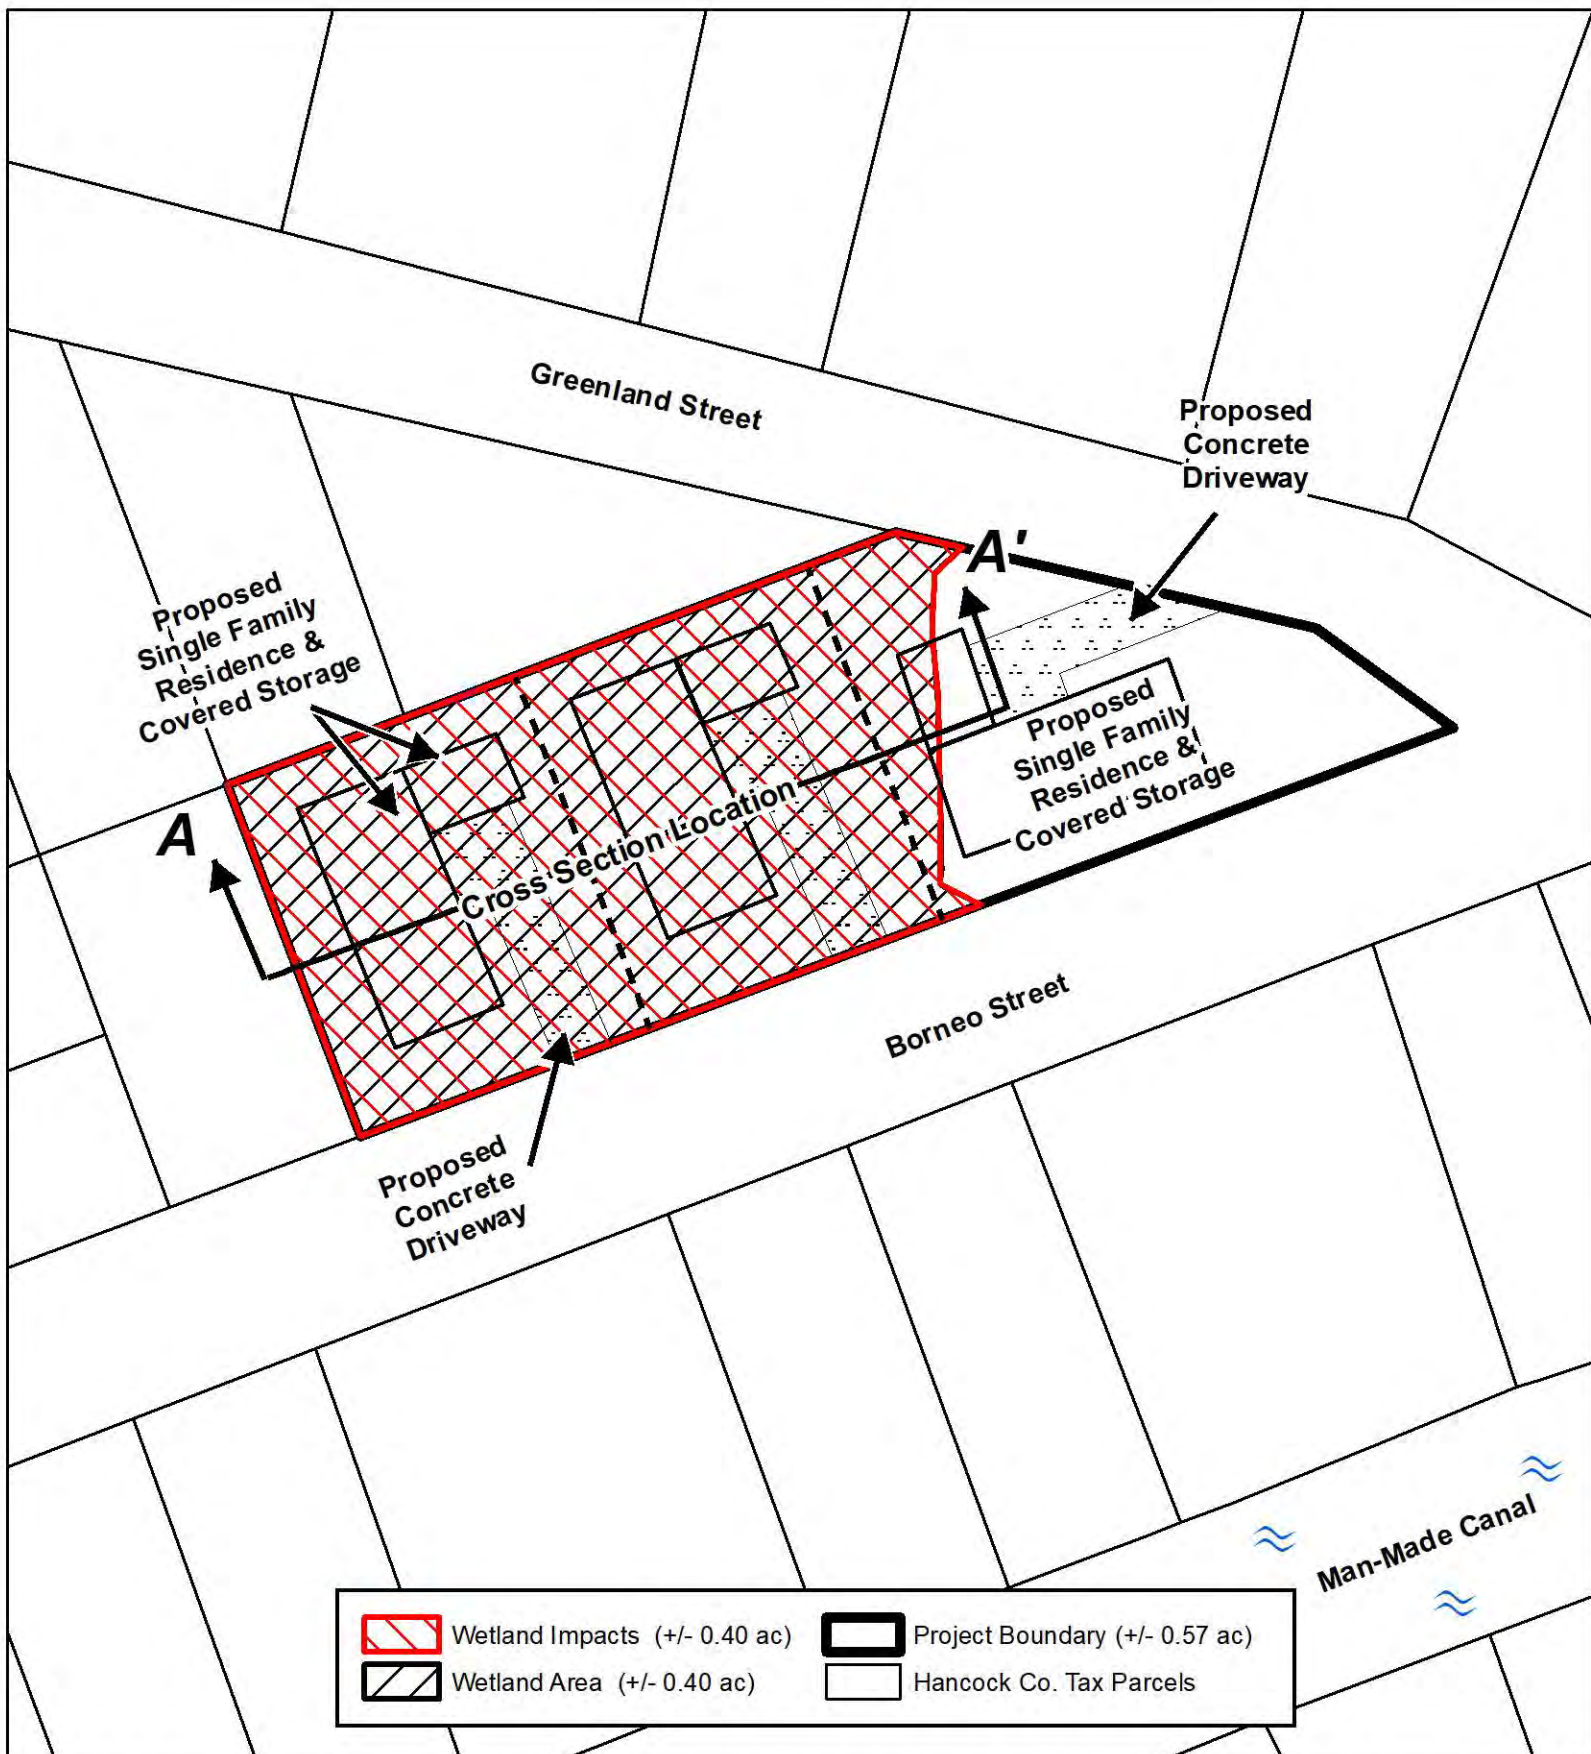 Greenland Street
Proposed
Concrete
Driveway
A'
Proposed
Single Family
Residence &
Covered Storage
Proposed
Single Family
Residence &
Covered Storage
A
Cross Section Location
Borneo Street
Proposed
Concrete
Driveway
Man-Made Canal
Wetland Impacts (+/- 0.40 ac)
Project Boundary (+/- 0.57 ac)
Wetland Area (+/- 0.40 ac)
Hancock Co. Tax Parcels